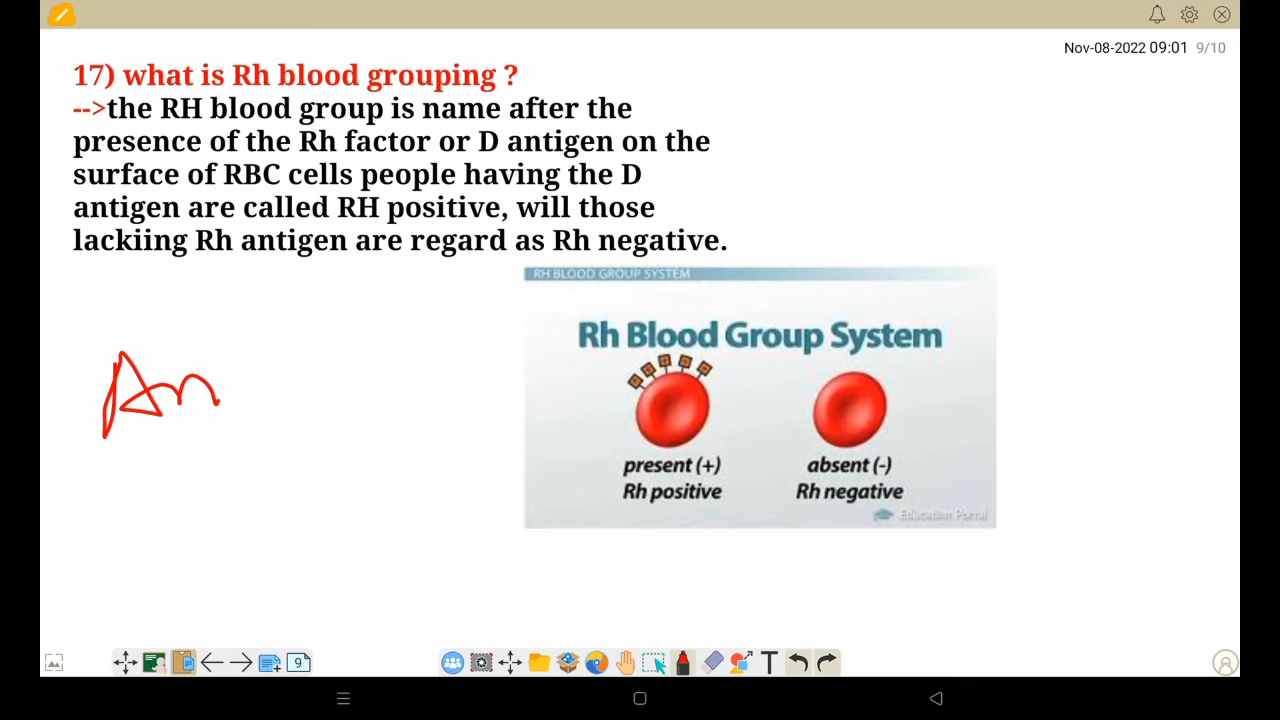 Nov-08-2022 09:01 9/10
17) what is Rh blood grouping ?
-->the RH blood group is name after the
presence of the Rh factor or D antigen on the
surface of RBC cells people having the D
antigen are called RH positive, will those
lackiing Rh antigen are regard as Rh negative.
RH BLOOD GROUP SYSTEM
Rh Blood Group System
present (+)
Rh positive
absent (-)
Rh negative
Education Portal
An
9
T